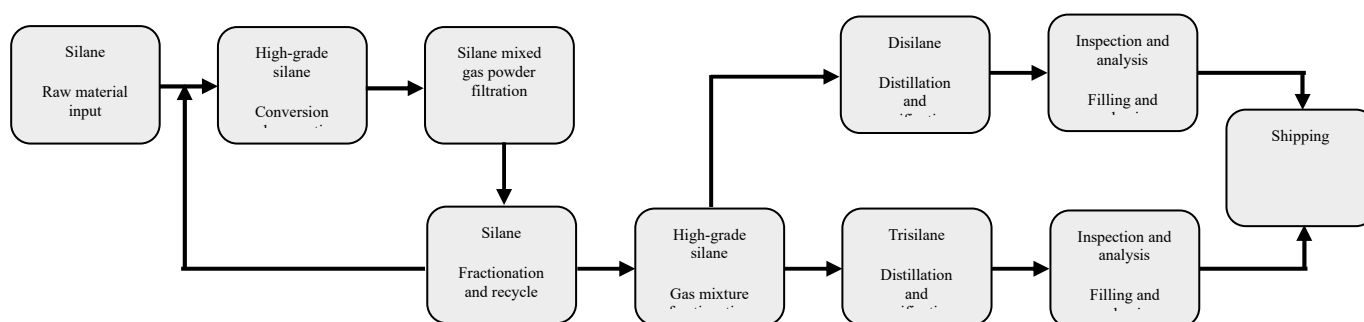 Silane
Raw material
input
High-grade
silane
Conversion
Silane mixed
gas powder
filtration
Disilane
Distillation
and
Inspection and
analysis
Filling and
Shipping
Silane
Fractionation
and recycle
High-grade
silane
Gas mixture
Trisilane
Distillation
and
Inspection and
analysis
Filling and